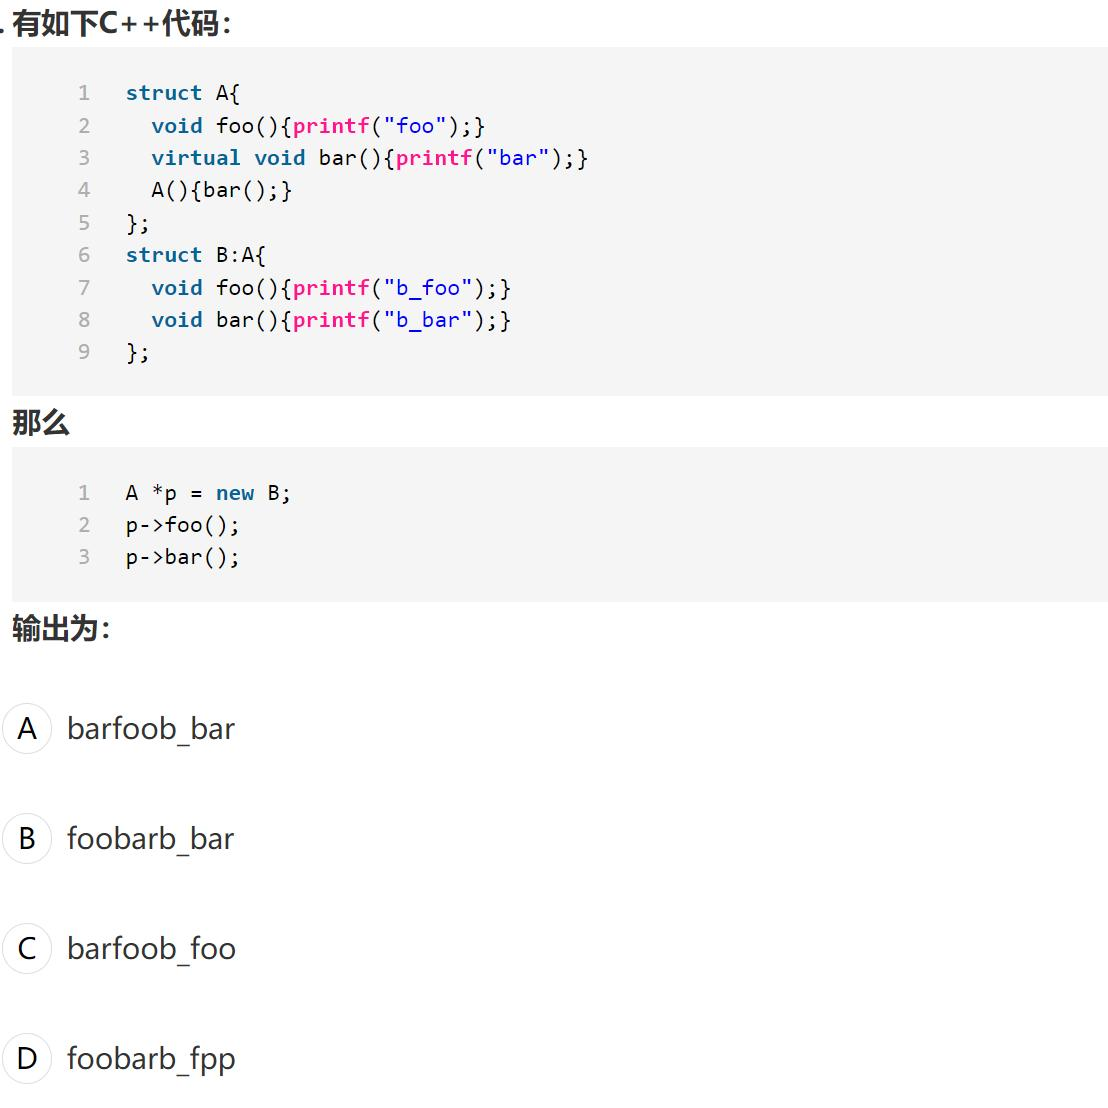 . 有如下C++代码：
1 struct A{
2 void foo(){printf("foo");}
3 virtual void bar(){printf("bar");}
4 A(){bar();}
5 };
6 struct B:A{
7 void foo(){printf("b_foo");}
8 void bar(){printf("b_bar");}
9 };
那么
1 A *p = new B;
2 p->foo();
3 p->bar();
输出为：
A barfoob_bar
B foobarb_bar
C barfoob_foo
D foobarb_fpp